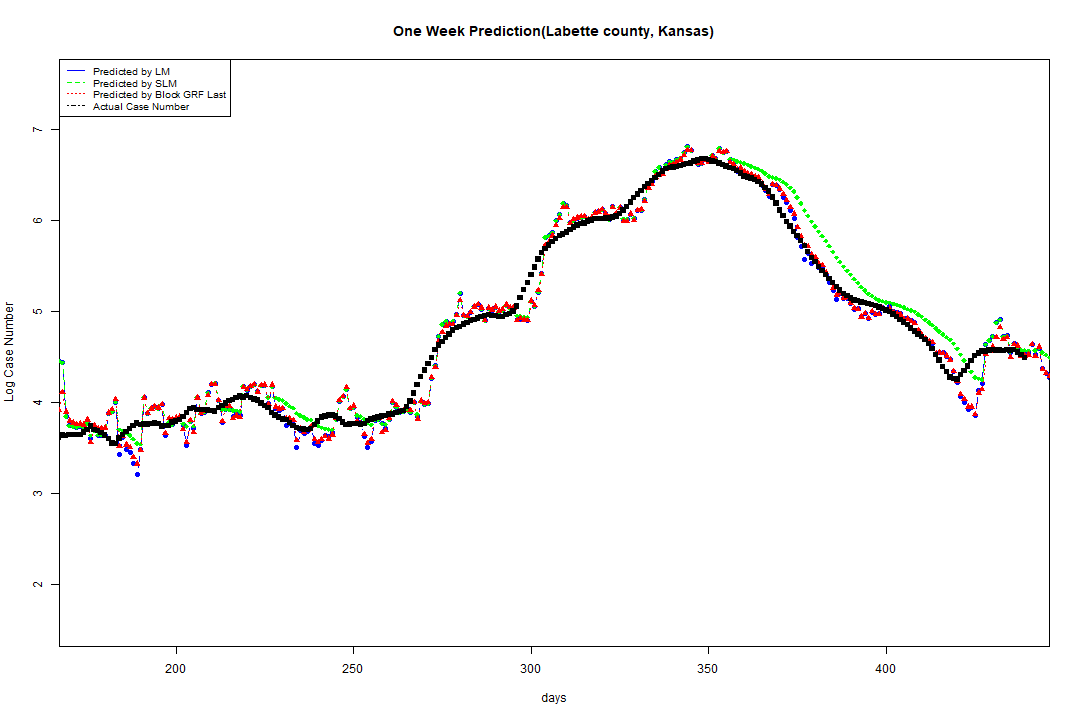 One Week Prediction(Labette county, Kansas)
Predicted by LM
Predicted by SLM
Predicted by Block GRF Last
Actual Case Number
Log Case Number
7
6
5
4
3
2
200 250 300 350 400
days